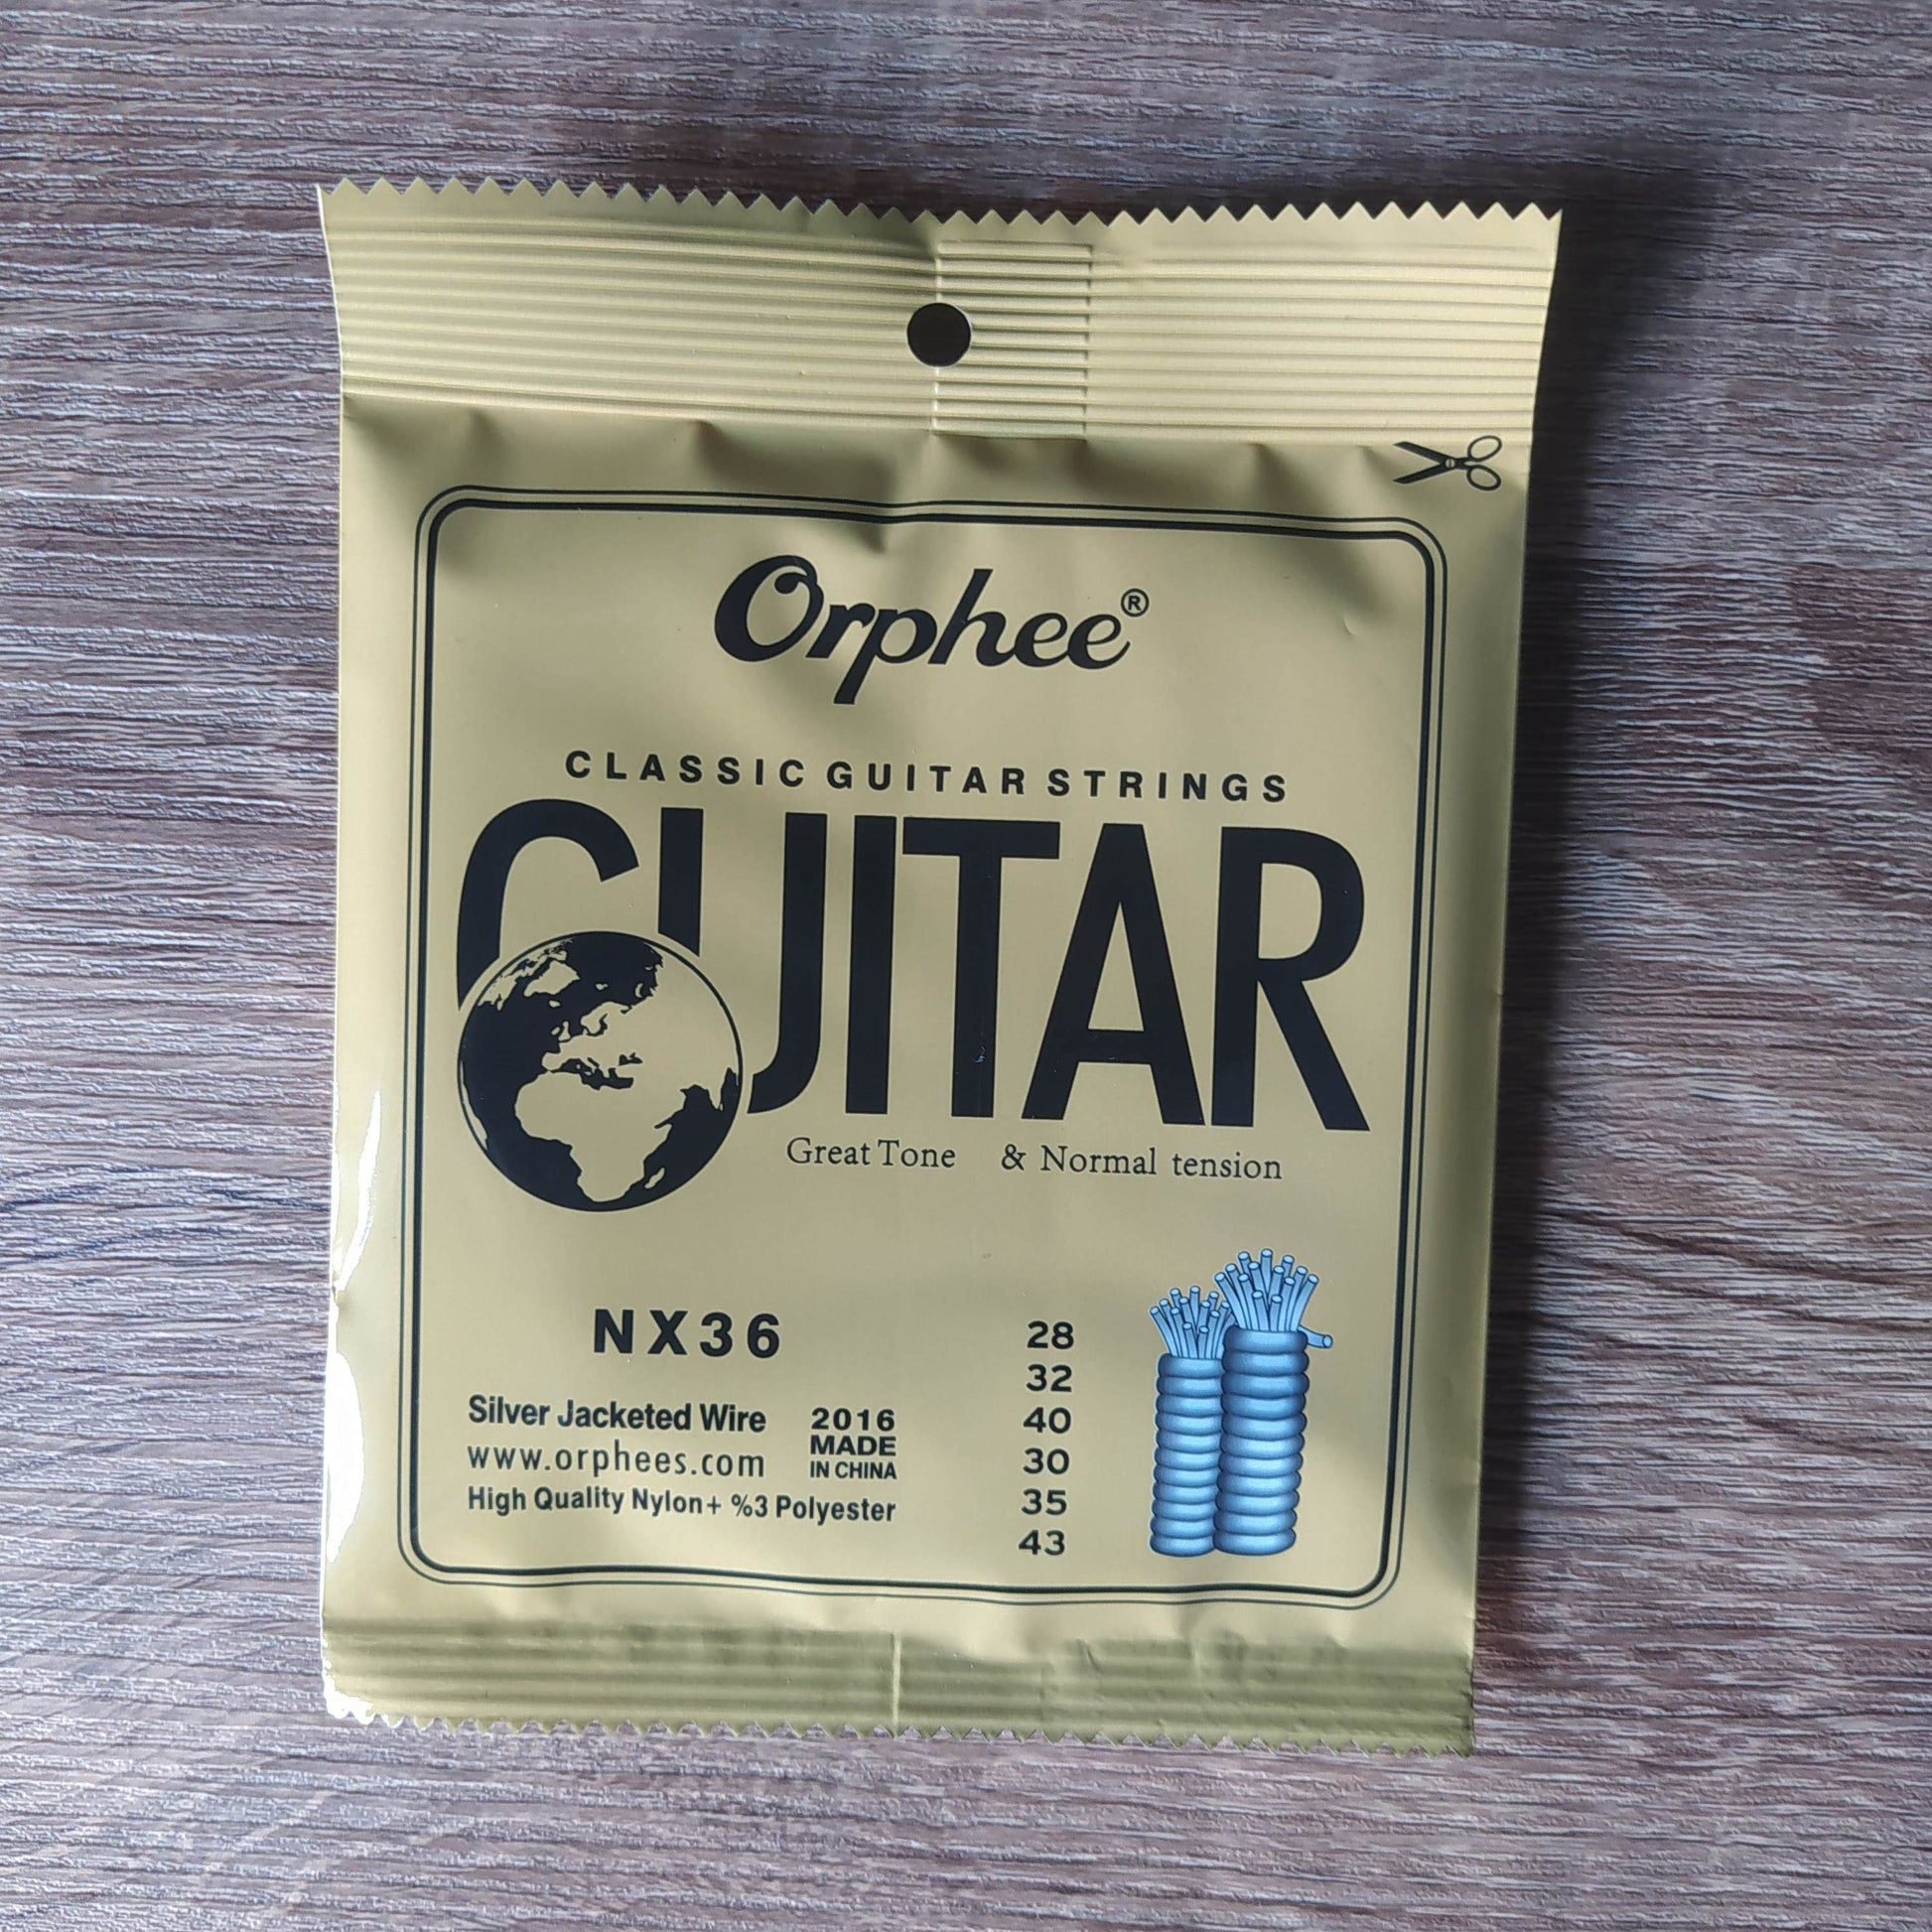 Orphee®
CLASSIC GUITAR STRINGS
GUITAR
Great Tone & Normal tension
NX36
Silver Jacketed Wire
www.orphees.com
2016
MADE
IN CHINA
High Quality Nylon+ %3 Polyester
28
32
40
30
35
43